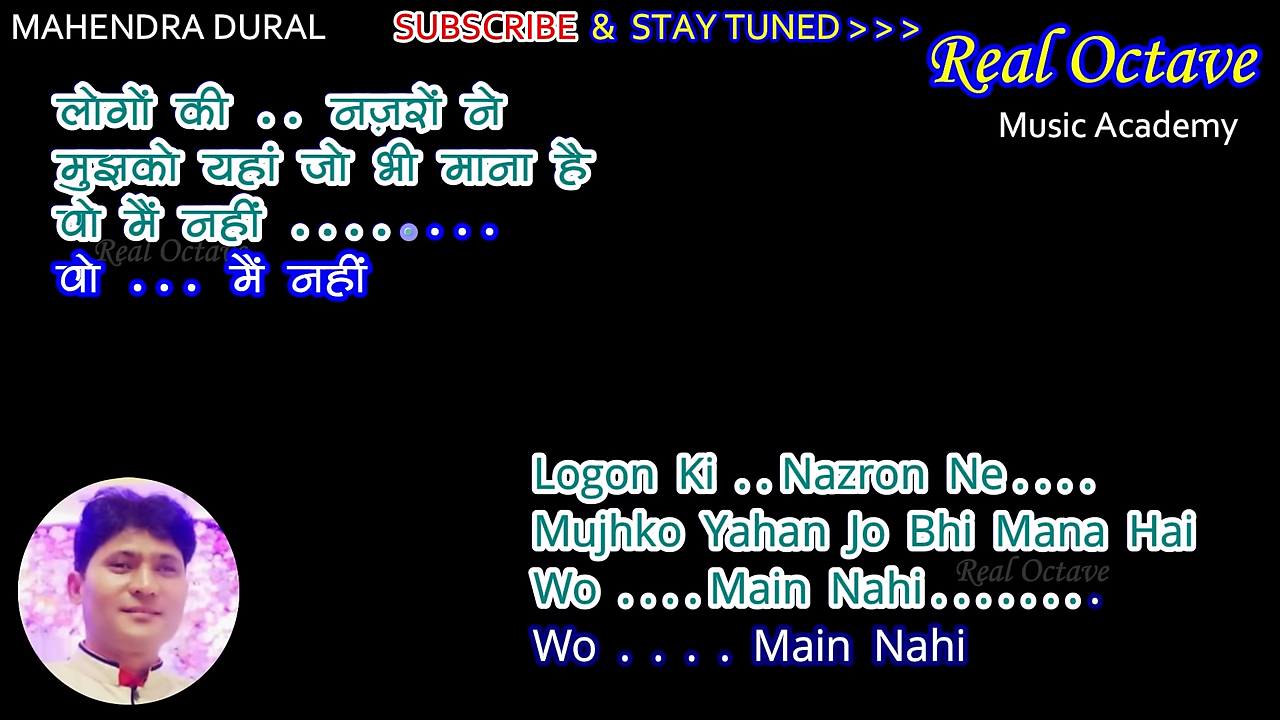 MAHENDRA DURAL SUBSCRIBE & STAY TUNED > > >
Real Octave
Music Academy
लोगों की . . नज़रों ने
मुझको यहां जो भी माना है
वो मैं नहीं . . . . . . . .
Real Octave
वो . . . मैं नहीं
Logon Ki . . Nazron Ne . . . .
Mujhko Yahan Jo Bhi Mana Hai
Real Octave
Wo . . . . Main Nahi . . . . . . . .
Wo . . . . Main Nahi